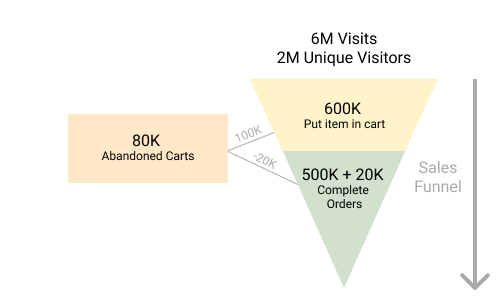 6M Visits
2M Unique Visitors
600K
Put item in cart
100K
80K
Abandoned Carts
-20K
500K + 20K
Complete
Orders
Sales
Funnel